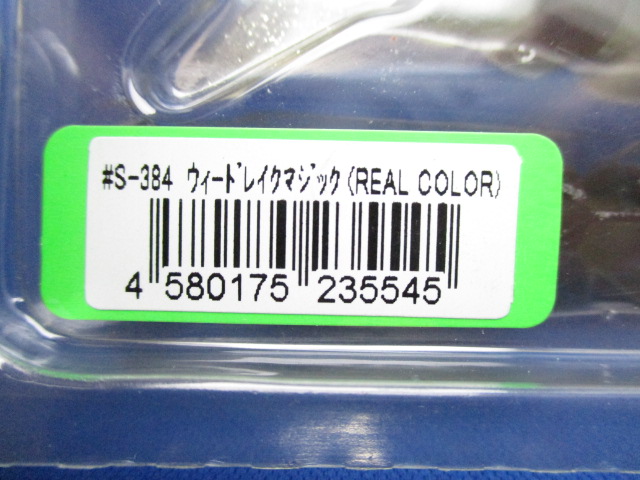 #S-384 ｳｨｰﾄﾞﾚｲｸﾏｼﾞｯｸ(REAL COLOR)
4 580175 235545